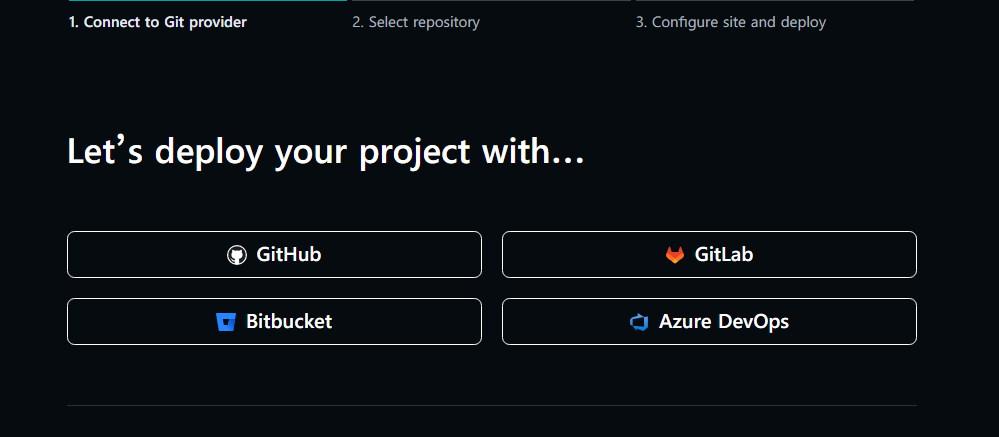 1. Connect to Git provider
2. Select repository
3. Configure site and deploy
Let’s deploy your project with…
GitHub
GitLab
Bitbucket
Azure DevOps